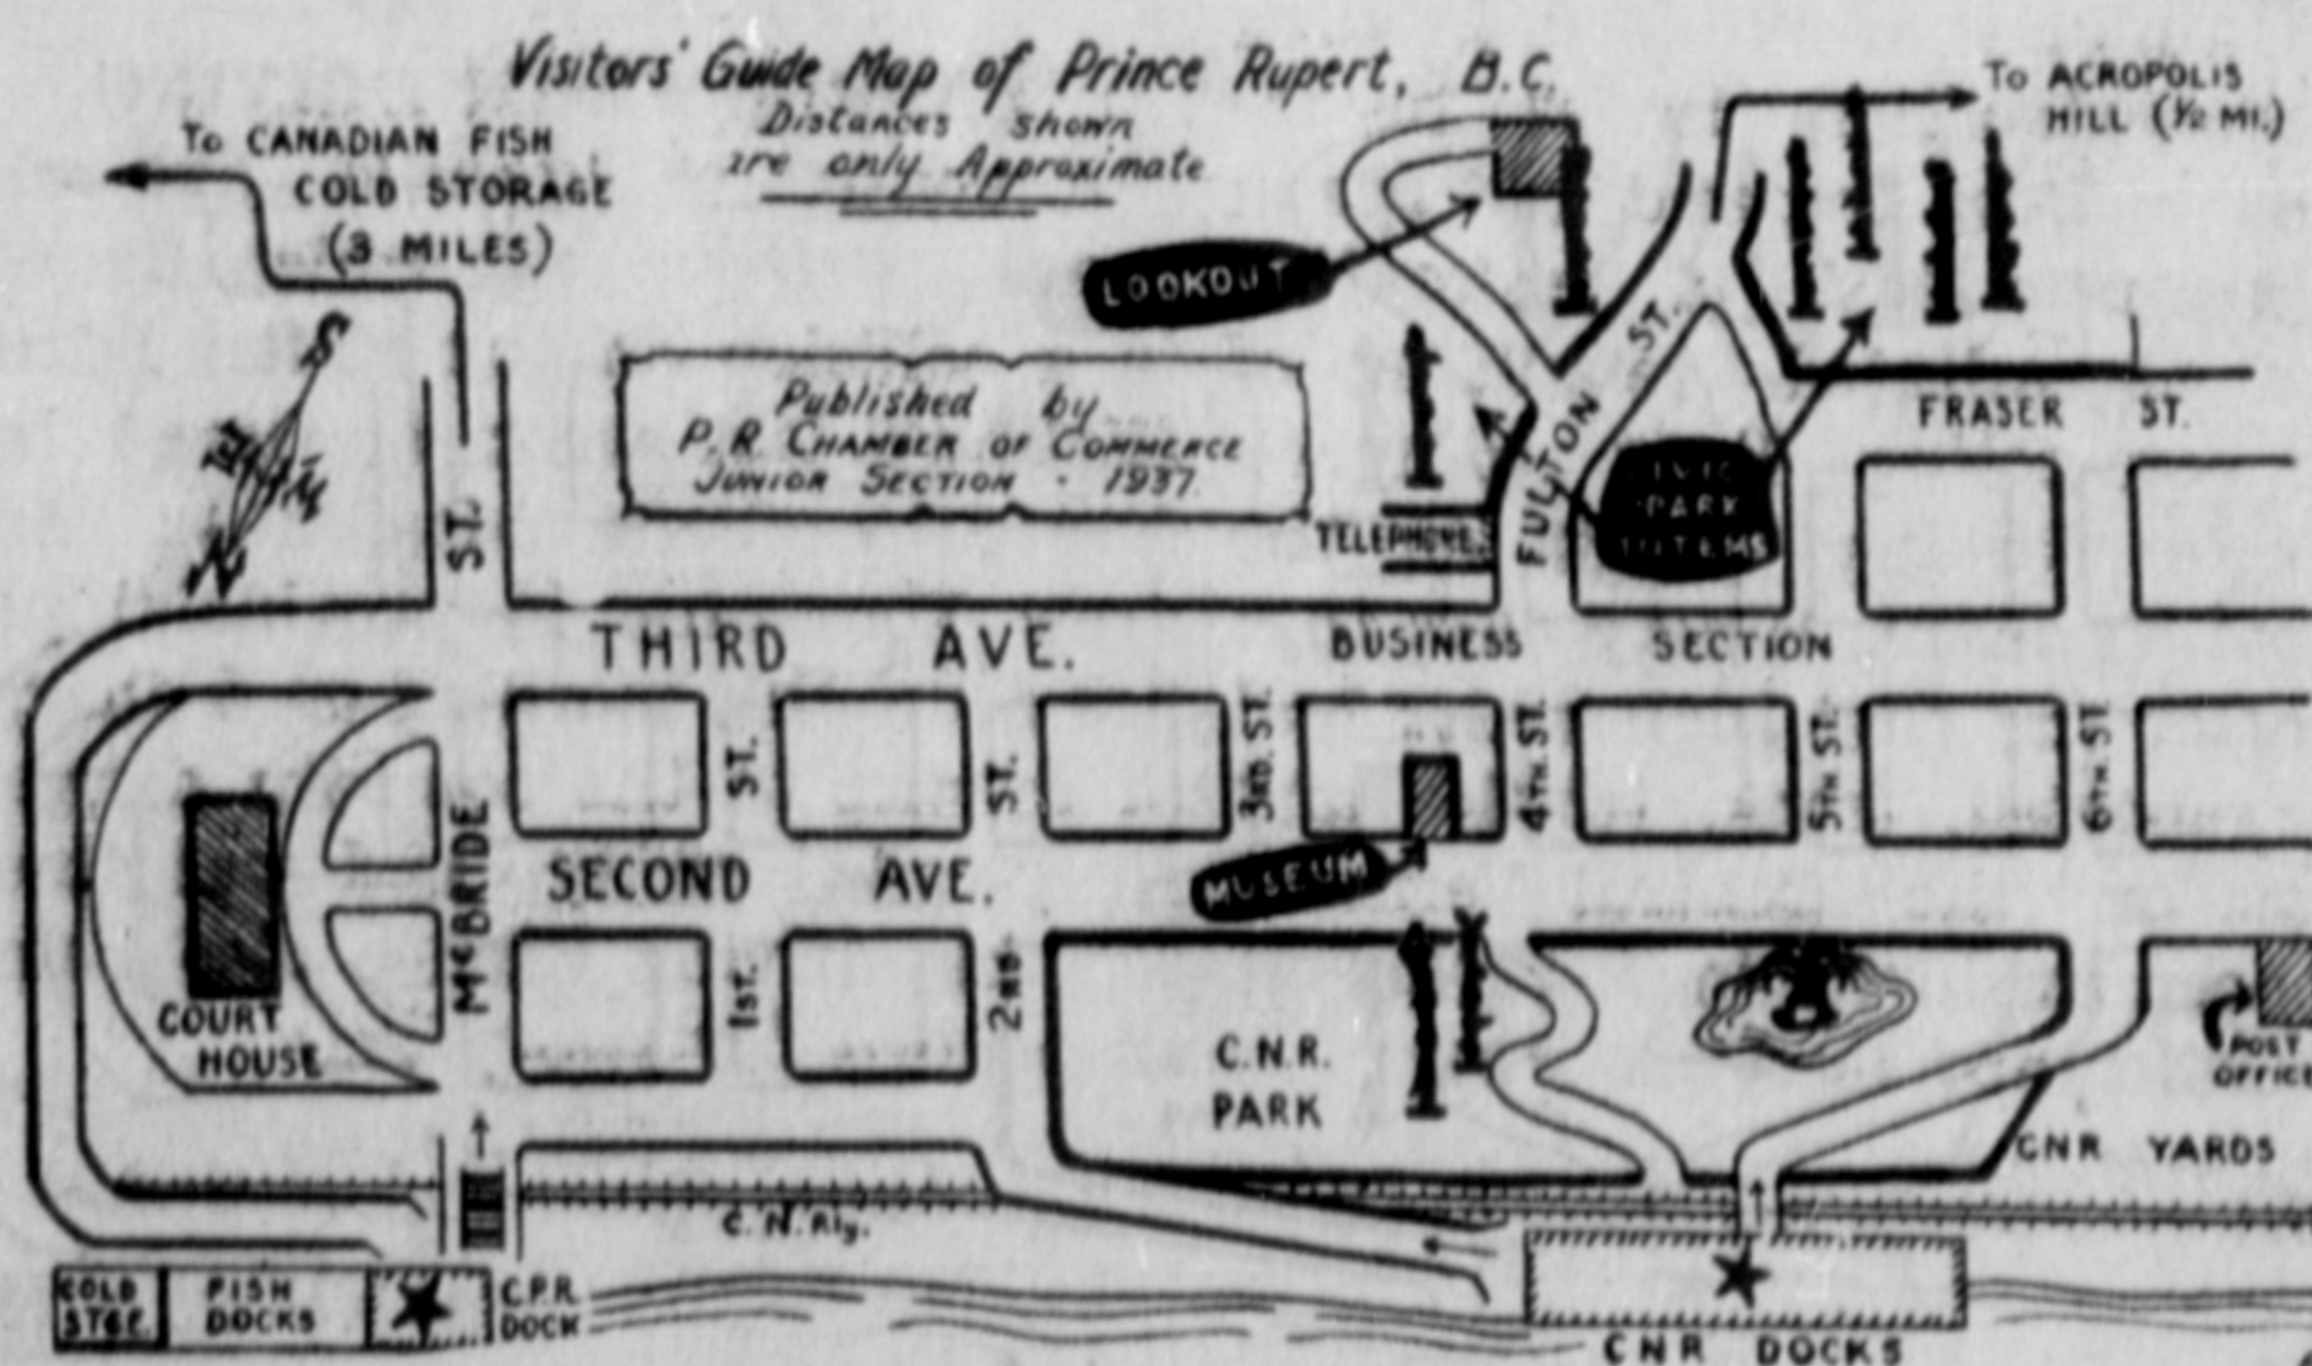 Visitors' Guide Map of Prince Rupert, B.C.
Distances shown
are only Approximate
To ACROPOLIS
HILL (½ MI.)
To CANADIAN FISH
COLD STORAGE
(3 MILES)
LOOKOUT
S
E
W
N
Published by
P. R. CHAMBER OF COMMERCE
JUNIOR SECTION - 1937.
TELEPHONES
FULTON ST.
CIVIC
PARK
TOTEMS
FRASER ST.
ST.
THIRD AVE.
BUSINESS SECTION
McBRIDE
ST.
ST.
3RD. ST.
4TH. ST.
5TH ST.
6TH. ST
SECOND AVE.
MUSEUM
COURT
HOUSE
1ST.
2ND
C.N.R.
PARK
POST
OFFICE
CNR YARDS
C.N.Rly.
COLD
STGE.
FISH
DOCKS
C.P.R.
DOCK
CNR DOCKS